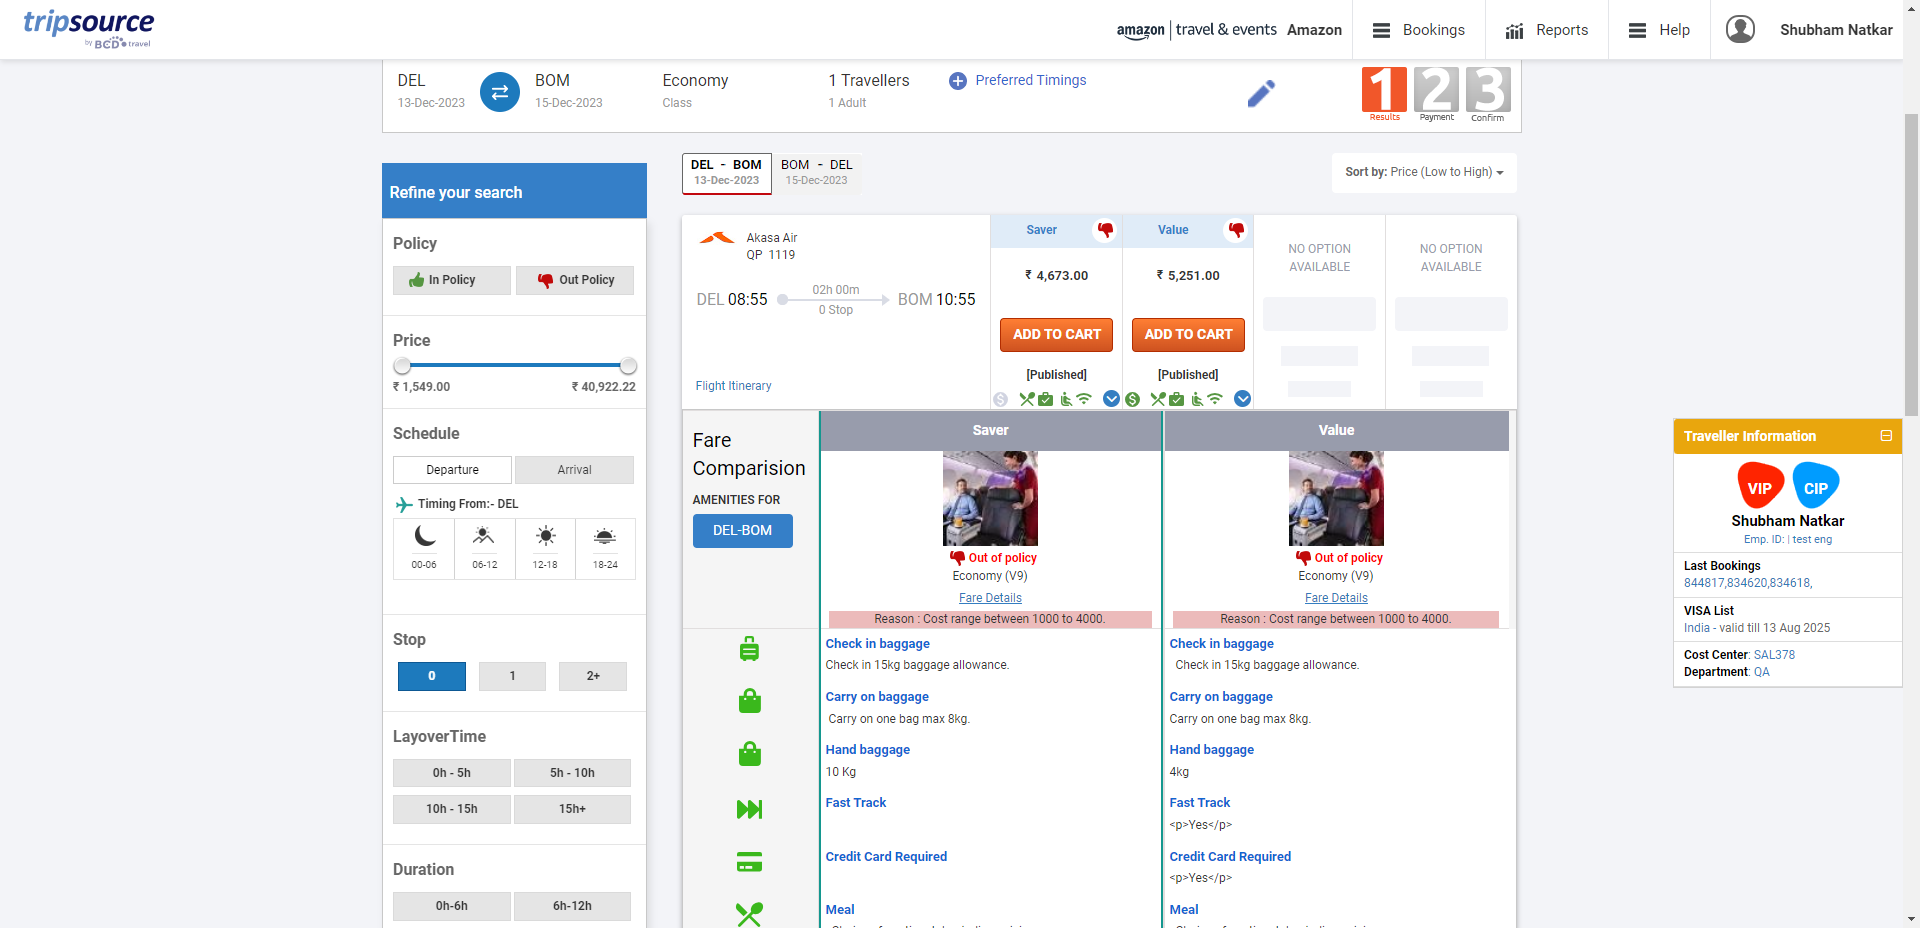 tripsource
by BCD travel
amazon | travel & events Amazon
Bookings
Reports
Help
Shubham Natkar
DEL
13-Dec-2023
BOM
15-Dec-2023
Economy
Class
1 Travellers
1 Adult
Preferred Timings
1 2 3
Results Payment Confirm
DEL - BOM
13-Dec-2023
BOM - DEL
15-Dec-2023
Sort by: Price (Low to High)
Refine your search
Policy
In Policy
Out Policy
Price
₹ 1,549.00
₹ 40,922.22
Schedule
Departure
Arrival
Timing From:- DEL
00-06
06-12
12-18
18-24
Stop
0
1
2+
LayoverTime
0h - 5h
5h - 10h
10h - 15h
15h+
Duration
0h-6h
6h-12h
Akasa Air
QP 1119
DEL 08:55
02h 00m
0 Stop
BOM 10:55
Flight Itinerary
Saver
₹ 4,673.00
ADD TO CART
[Published]
Value
₹ 5,251.00
ADD TO CART
[Published]
NO OPTION
AVAILABLE
NO OPTION
AVAILABLE
Fare
Comparision
AMENITIES FOR
DEL-BOM
Saver
Out of policy
Economy (V9)
Fare Details
Reason : Cost range between 1000 to 4000.
Value
Out of policy
Economy (V9)
Fare Details
Reason : Cost range between 1000 to 4000.
Check in baggage
Check in 15kg baggage allowance.
Check in baggage
Check in 15kg baggage allowance.
Carry on baggage
Carry on one bag max 8kg.
Carry on baggage
Carry on one bag max 8kg.
Hand baggage
10 Kg
Hand baggage
4kg
Fast Track
Fast Track
<p>Yes</p>
Credit Card Required
Credit Card Required
<p>Yes</p>
Meal
Meal
Traveller Information
VIP
CIP
Shubham Natkar
Emp. ID: | test eng
Last Bookings
844817,834620,834618,
VISA List
India - valid till 13 Aug 2025
Cost Center: SAL378
Department: QA